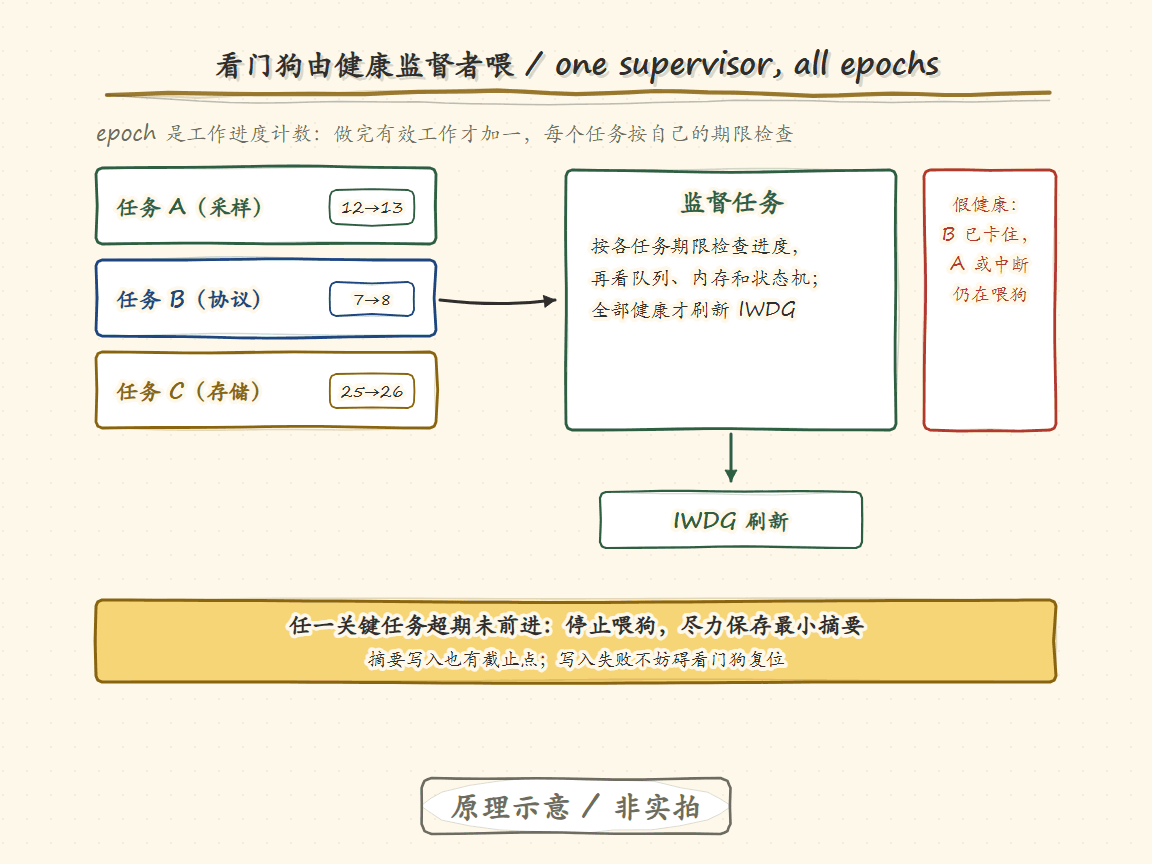 看门狗由健康监督者喂 / one supervisor, all epochs
epoch 是工作进度计数：做完有效工作才加一，每个任务按自己的期限检查
任务 A（采样）
12→13
任务 B（协议）
7→8
任务 C（存储）
25→26
监督任务
按各任务期限检查进度，
再看队列、内存和状态机；
全部健康才刷新 IWDG
假健康：
B 已卡住，
A 或中断
仍在喂狗
IWDG 刷新
任一关键任务超期未前进：停止喂狗，尽力保存最小摘要
摘要写入也有截止点；写入失败不妨碍看门狗复位
原理示意 / 非实拍